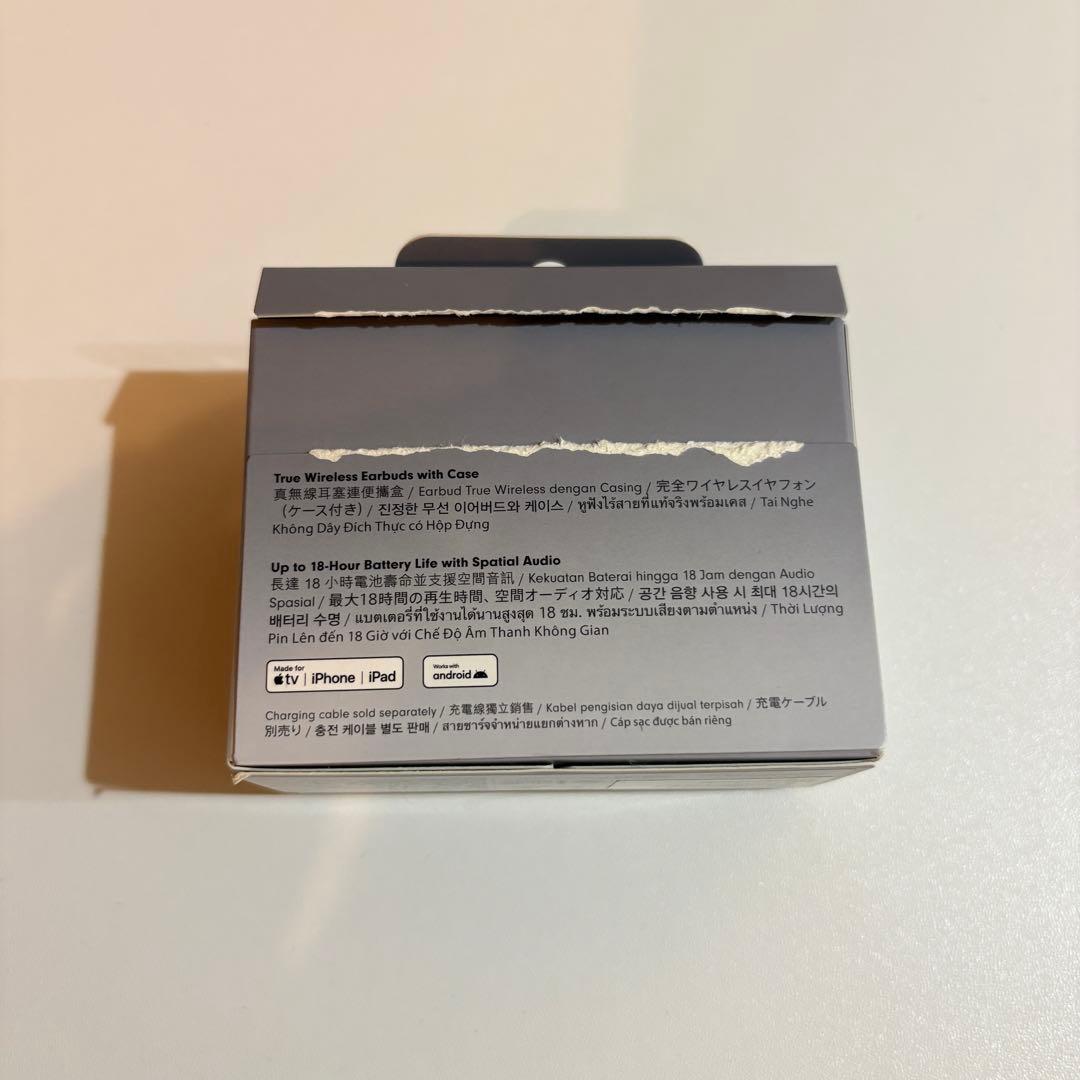 True Wireless Earbuds with Case
真無線耳塞連便攜盒 / Earbud True Wireless dengan Casing / 完全ワイヤレスイヤフォン
（ケース付き）/ 진정한 무선 이어버드와 케이스 / หูฟังไร้สายที่แท้จริงพร้อมเคส / Tai Nghe
Không Dây Đích Thực có Hộp Đựng
Up to 18-Hour Battery Life with Spatial Audio
長達 18 小時電池壽命並支援空間音訊 / Kekuatan Baterai hingga 18 Jam dengan Audio
Spasial / 最大18時間の再生時間、空間オーディオ対応 / 공간 음향 사용 시 최대 18시간의
배터리 수명 / แบตเตอรี่ที่ใช้งานได้นานสูงสุด 18 ชม. พร้อมระบบเสียงตามตำแหน่ง / Thời Lượng
Pin Lên đến 18 Giờ với Chế Độ Âm Thanh Không Gian
Made for
tv | iPhone | iPad
Works with
android
Charging cable sold separately / 充電線獨立銷售 / Kabel pengisian daya dijual terpisah / 充電ケーブル
別売り / 충전 케이블 별도 판매 / สายชาร์จจำหน่ายแยกต่างหาก / Cáp sạc được bán riêng